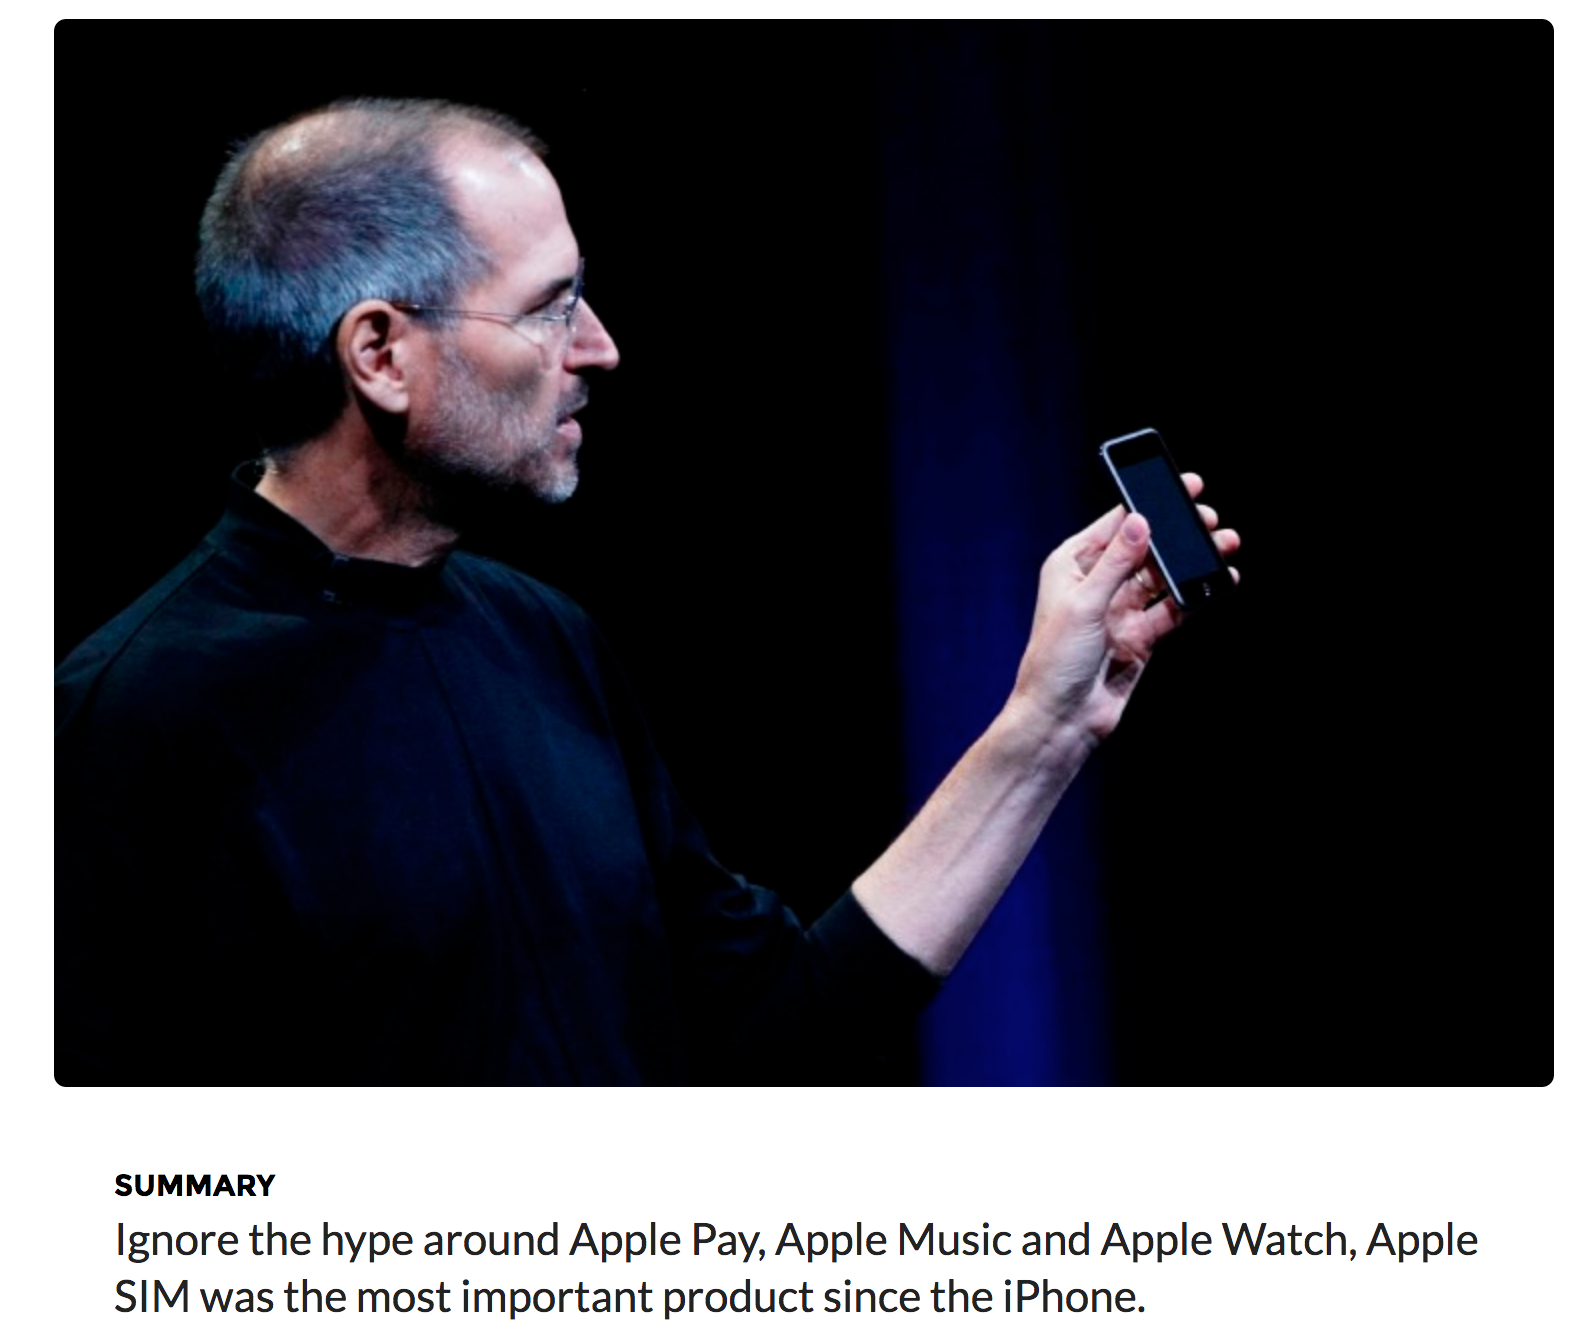 SUMMARY
Ignore the hype around Apple Pay, Apple Music and Apple Watch, Apple
SIM was the most important product since the iPhone.